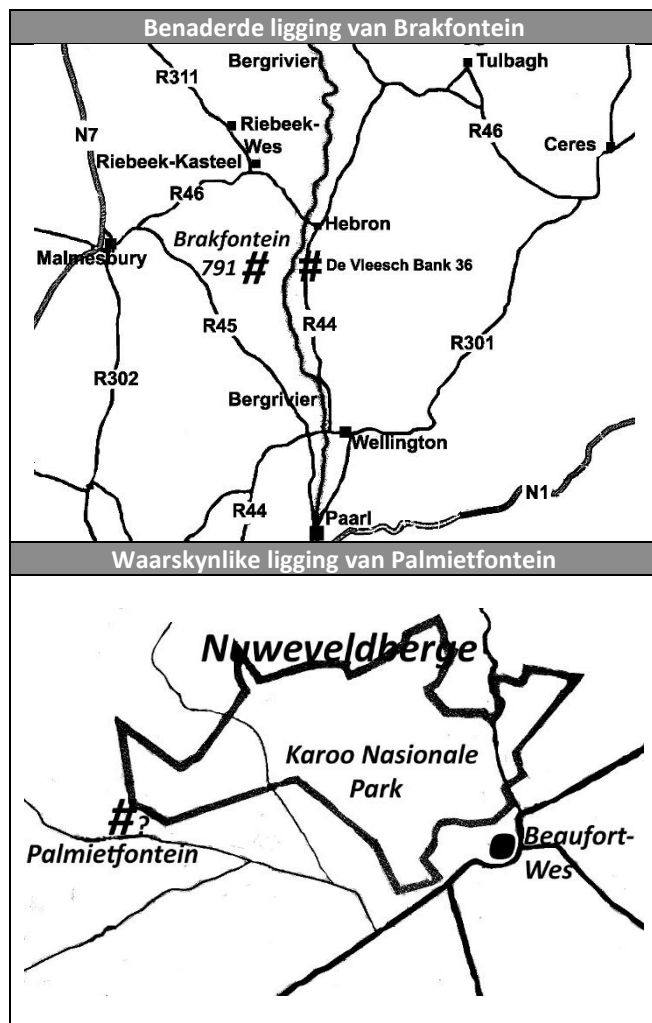 Benaderde ligging van Brakfontein
Bergrivier
Tulbagh
R311
N7
Riebeek-
Wes
R46
Ceres
Riebeek-Kasteel
R46
Hebron
Brakfontein
791 #
# De Vleesch Bank 36
Malmesbury
R45
R44
R301
R302
Bergrivier
Wellington
R44
N1
Paarl
Waarskynlike ligging van Palmietfontein
Nuweveldberge
Karoo Nasionale
Park
#?
Palmietfontein
Beaufort-
Wes